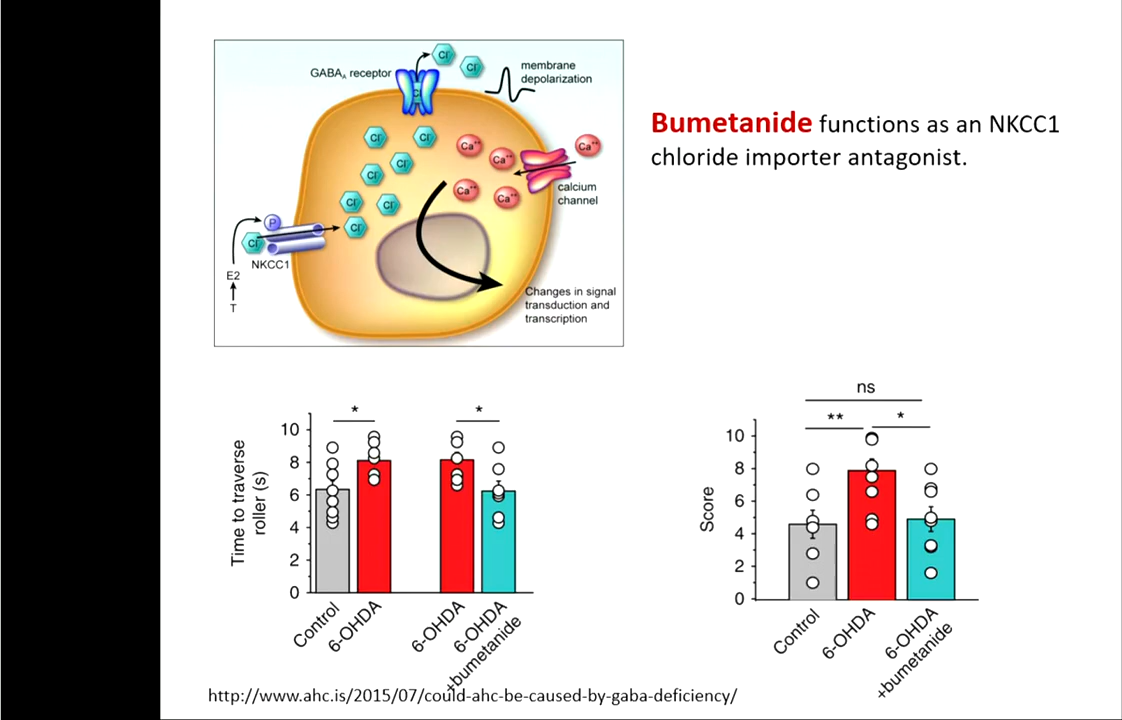 Cl⁻
Cl⁻
GABAA receptor
membrane
depolarization
Cl⁻
Cl⁻
Cl⁻
Ca⁺⁺
Ca⁺⁺
Ca⁺⁺
Cl⁻
Cl⁻
Ca⁺⁺
Ca⁺⁺
calcium
channel
Cl⁻
Cl⁻
P
Cl⁻
Cl⁻
NKCC1
E2
T
Changes in signal
transduction and
transcription
Bumetanide functions as an NKCC1
chloride importer antagonist.
Time to traverse
roller (s)
10
8
6
4
2
0
*
*
Control
6-OHDA
6-OHDA
6-OHDA
+bumetanide
Score
10
8
6
4
2
0
ns
**
*
Control
6-OHDA
6-OHDA
+bumetanide
http://www.ahc.is/2015/07/could-ahc-be-caused-by-gaba-deficiency/